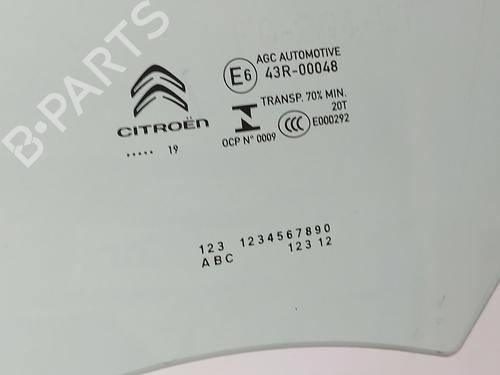 B-PARTS
CITROËN
..... 19
AGC AUTOMOTIVE
E6 43R-00048
TRANSP. 70% MIN.
20T
CCC E000292
OCP N° 0009
123 1234567890
ABC 123 12